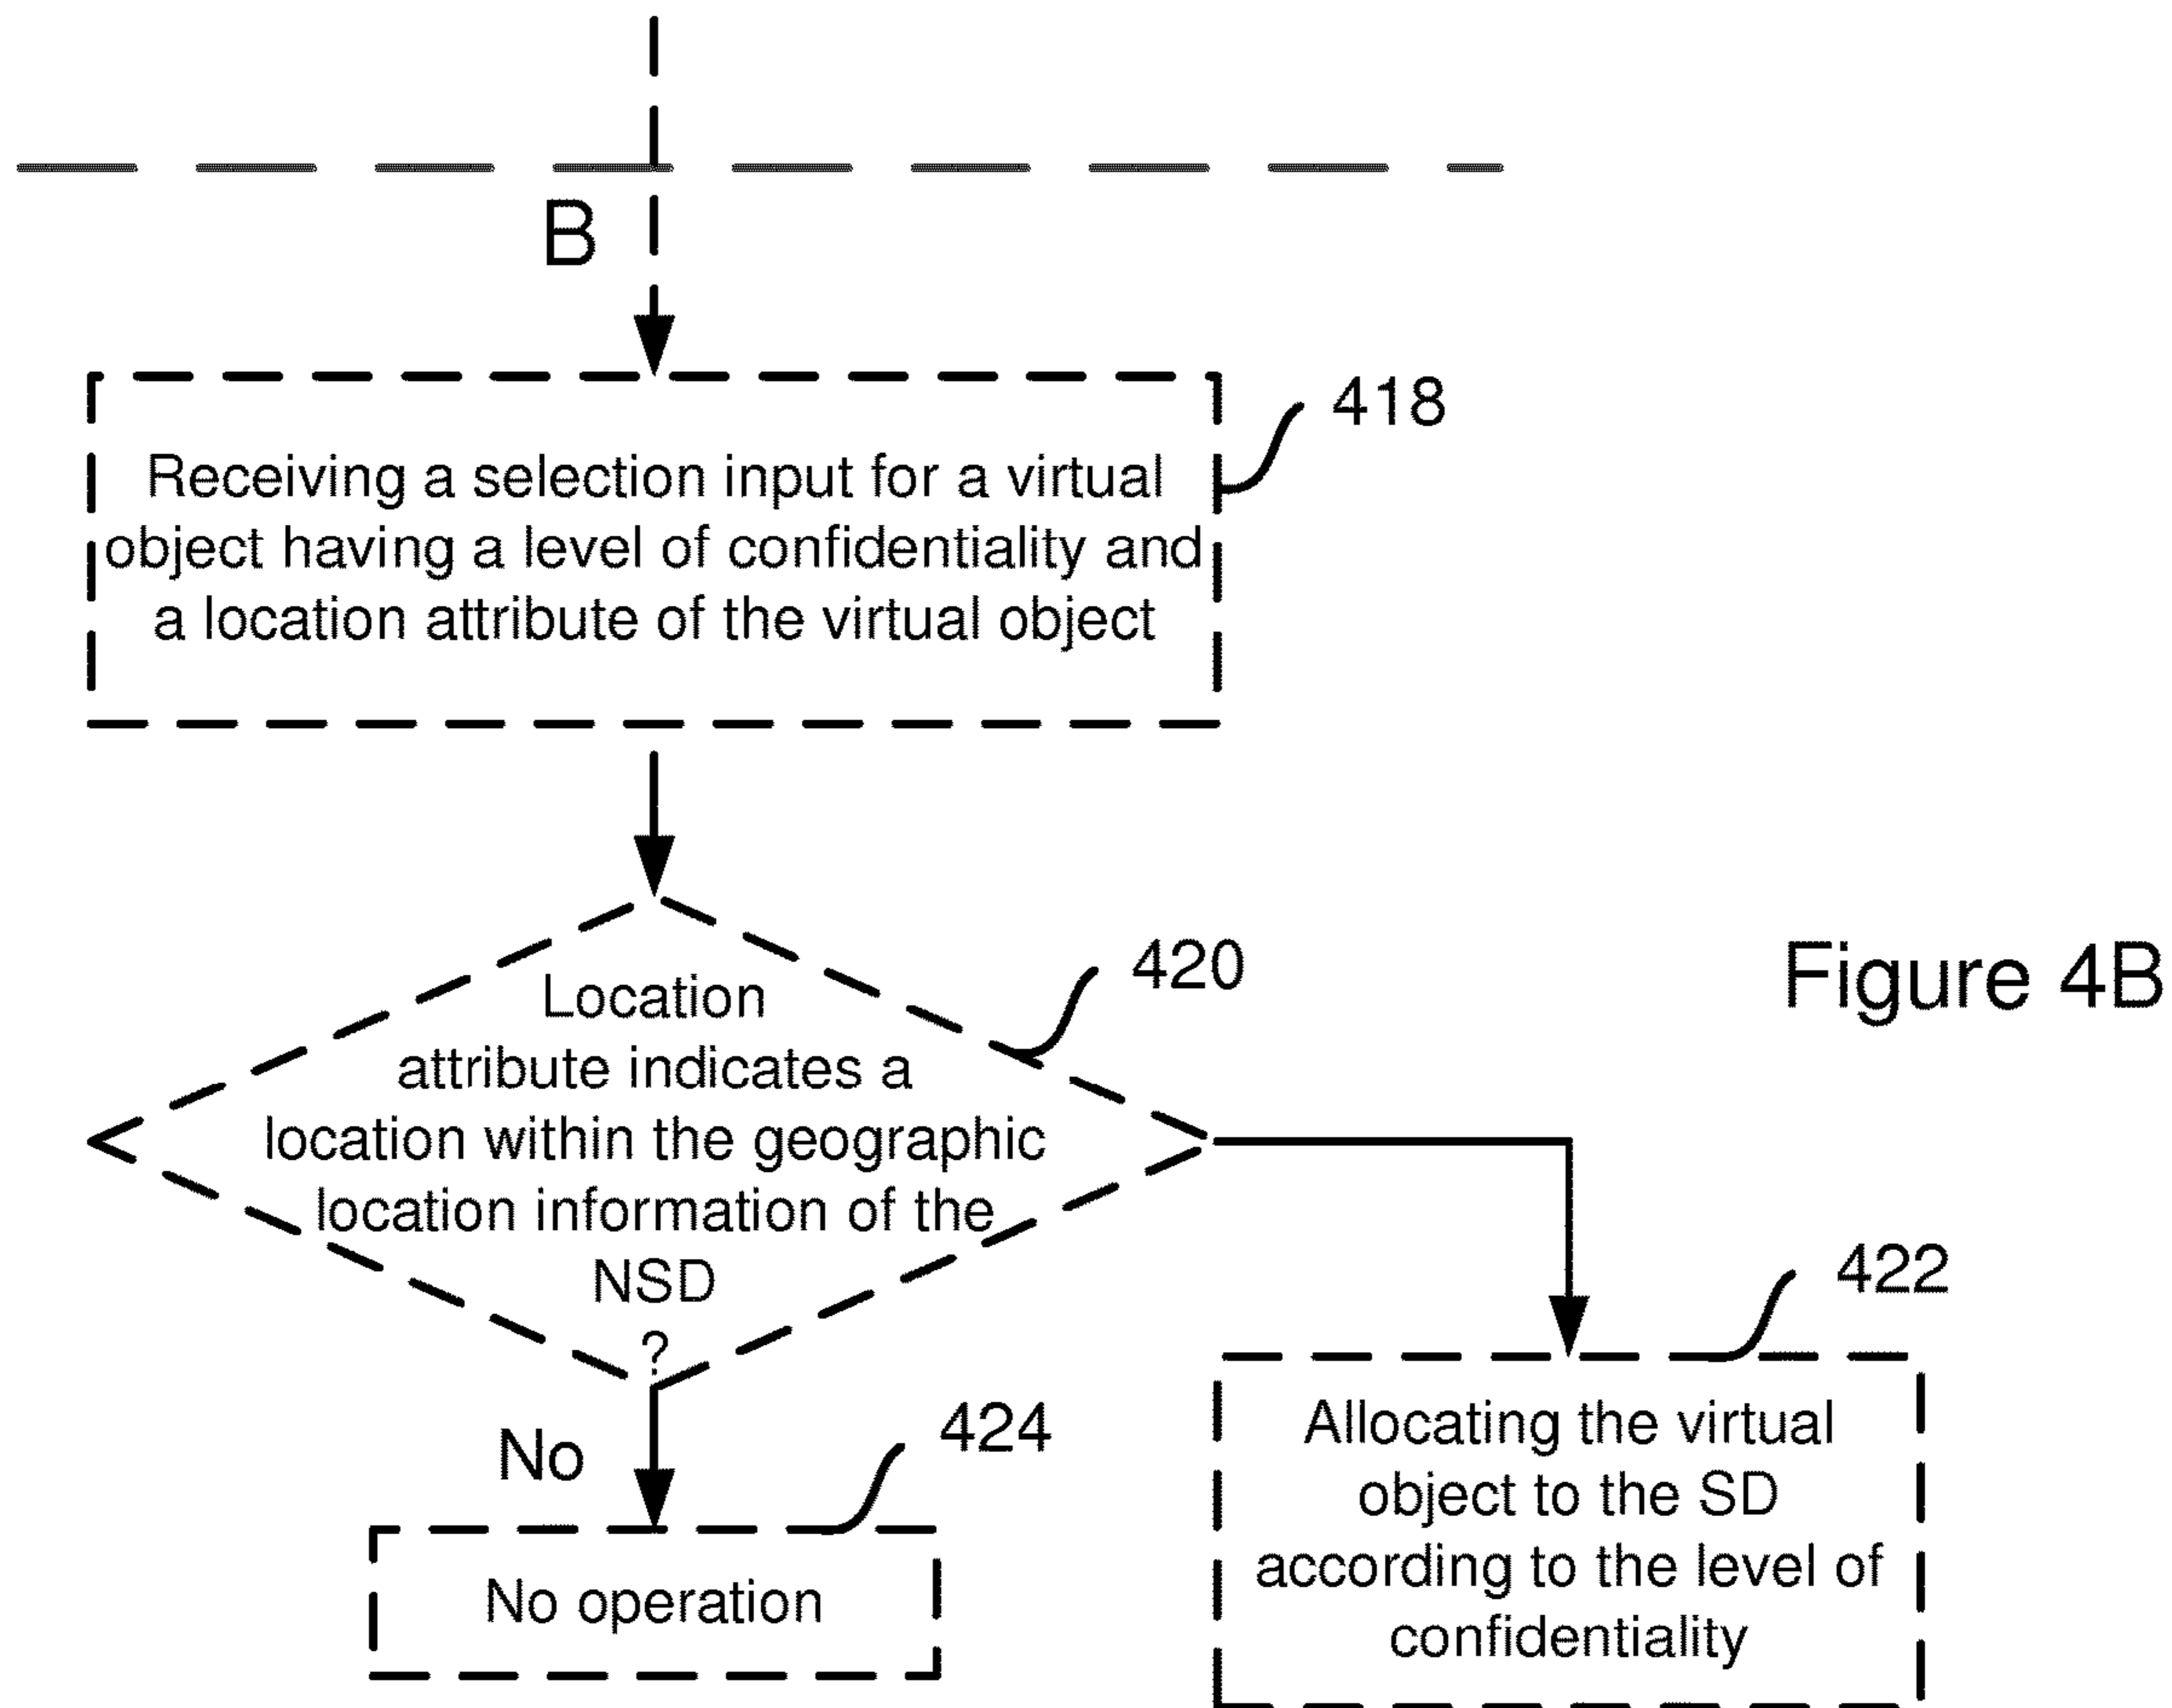 B
418
Receiving a selection input for a virtual
object having a level of confidentiality and
a location attribute of the virtual object
420
Location
attribute indicates a
location within the geographic
location information of the
NSD
?
Figure 4B
No
424
No operation
422
Allocating the virtual
object to the SD
according to the level of
confidentiality